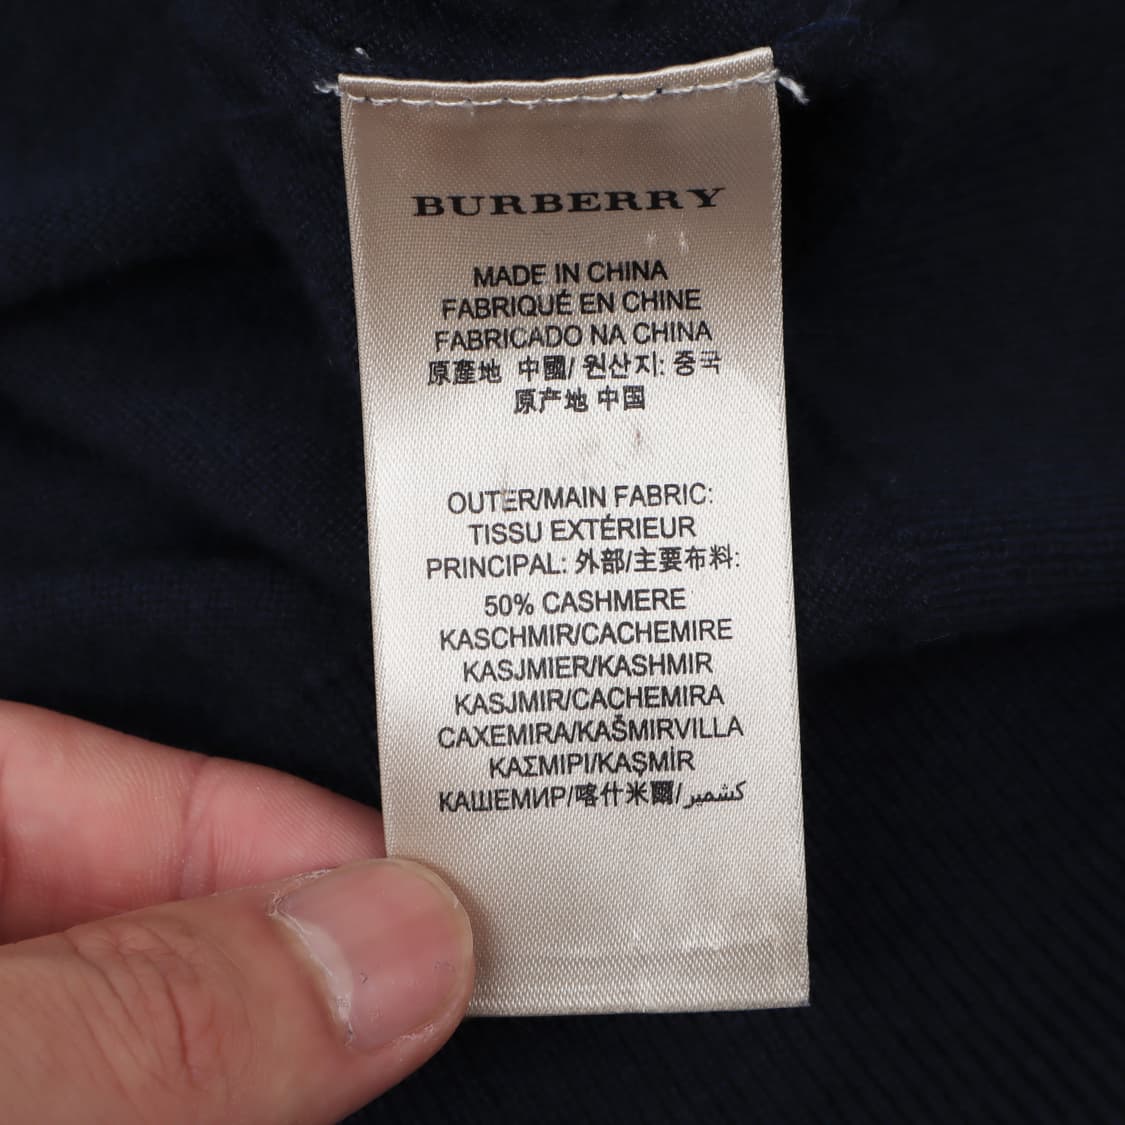 BURBERRY
MADE IN CHINA
FABRIQUÉ EN CHINE
FABRICADO NA CHINA
原產地 中國/ 원산지: 중국
原产地 中国
OUTER/MAIN FABRIC:
TISSU EXTÉRIEUR
PRINCIPAL: 外部/主要布料:
50% CASHMERE
KASCHMIR/CACHEMIRE
KASJMIER/KASHMIR
KASJMIR/CACHEMIRA
CAXEMIRA/KAŠMIRVILLA
ΚΑΣΜΙΡΙ/KAŞMİR
КАШЕМИР/喀什米爾/كشمير